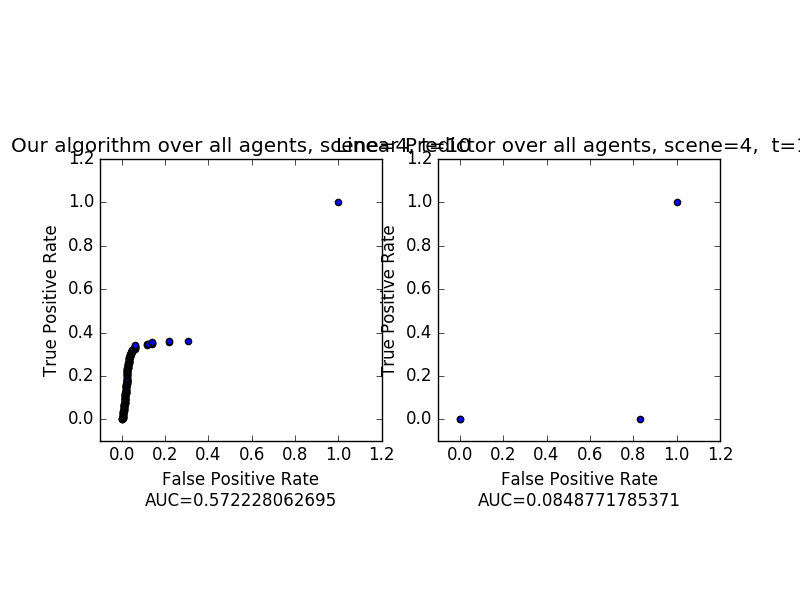 Our algorithm over all agents, scene=4, t=10
Linear Predictor over all agents, scene=4,  t=1
1.2
1.0
0.8
0.6
0.4
0.2
0.0
True Positive Rate
0.0 0.2 0.4 0.6 0.8 1.0 1.2
False Positive Rate
AUC=0.572228062695
1.2
1.0
0.8
0.6
0.4
0.2
0.0
True Positive Rate
0.0 0.2 0.4 0.6 0.8 1.0 1.2
False Positive Rate
AUC=0.0848771785371